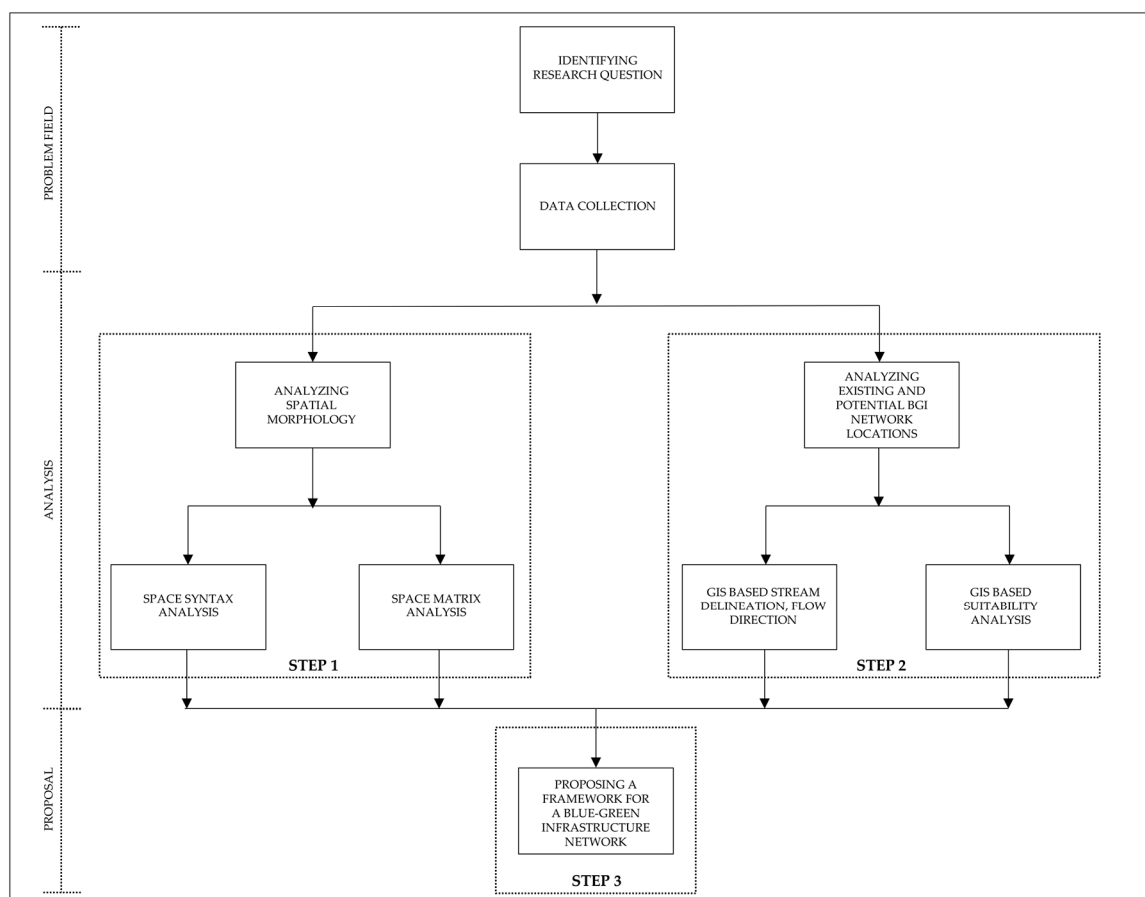 PROBLEM FIELD
IDENTIFYING
RESEARCH QUESTION
DATA COLLECTION
ANALYSIS
ANALYZING
SPATIAL
MORPHOLOGY
ANALYZING
EXISTING AND
POTENTIAL BGI
NETWORK
LOCATIONS
SPACE SYNTAX
ANALYSIS
SPACE MATRIX
ANALYSIS
GIS BASED STREAM
DELINEATION, FLOW
DIRECTION
GIS BASED
SUITABILITY
ANALYSIS
STEP 1
STEP 2
PROPOSAL
PROPOSING A
FRAMEWORK FOR
A BLUE-GREEN
INFRASTRUCTURE
NETWORK
STEP 3